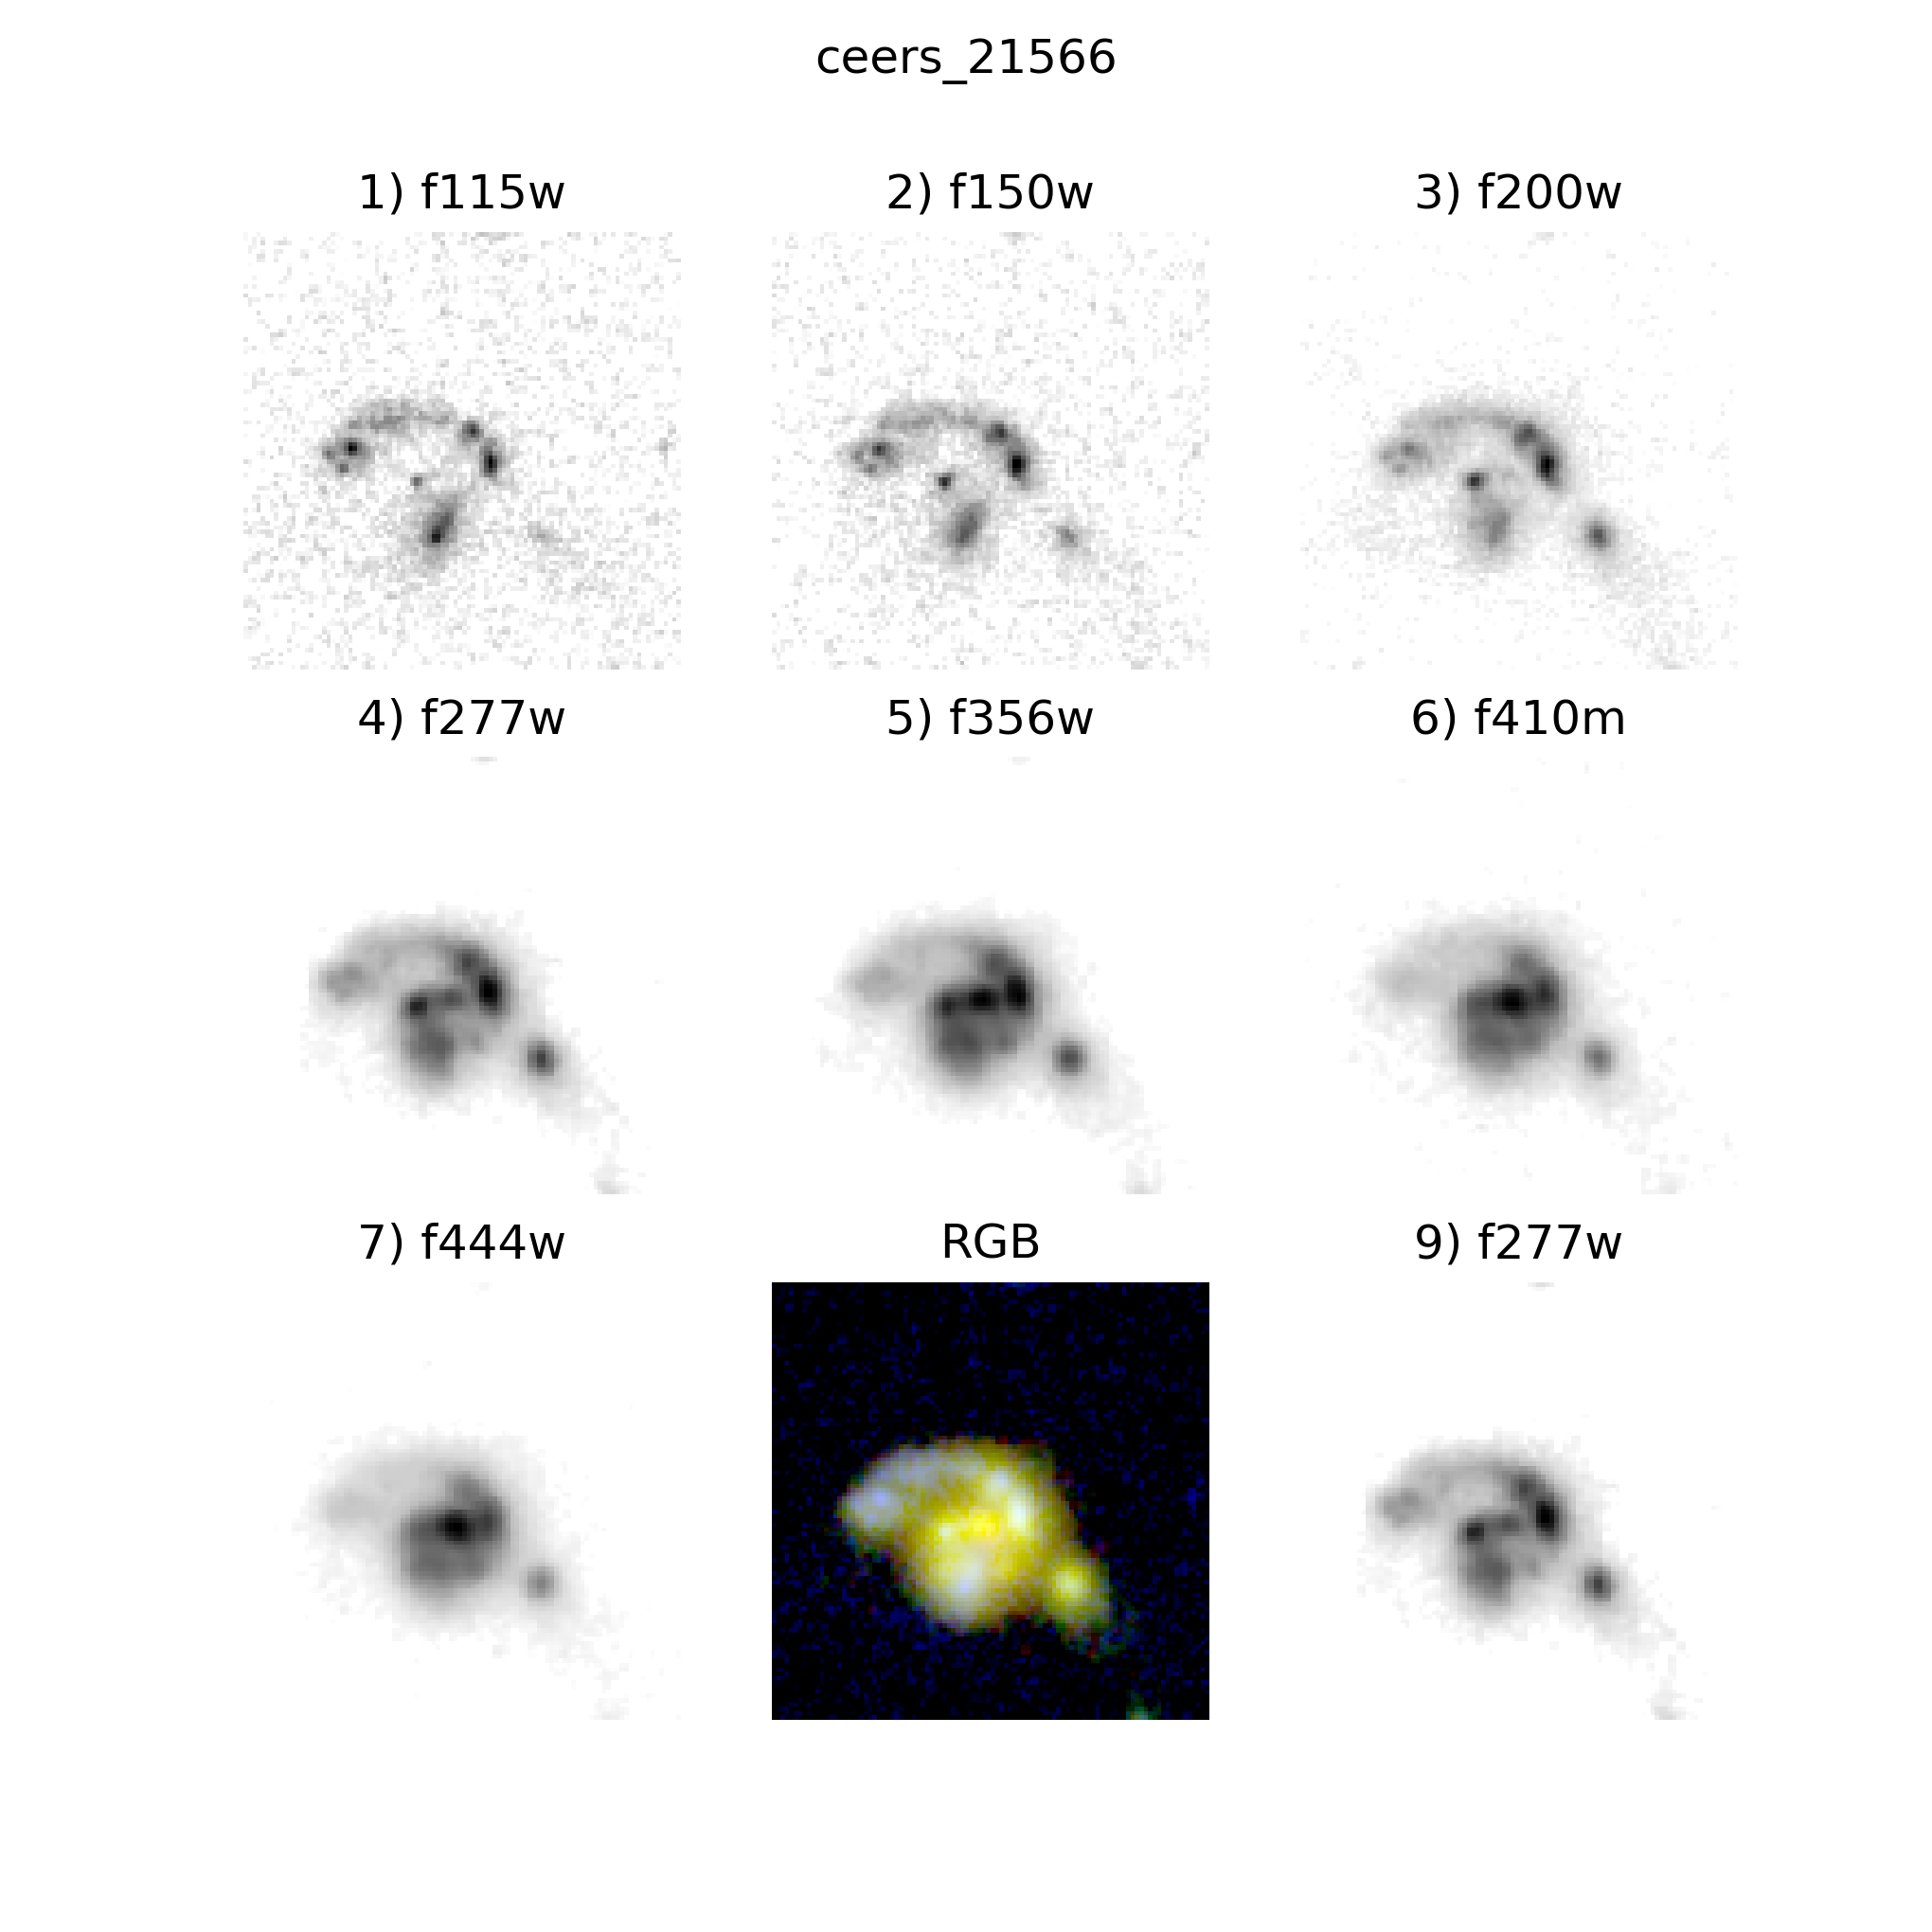 ceers_21566
1) f115w
2) f150w
3) f200w
4) f277w
5) f356w
6) f410m
7) f444w
RGB
9) f277w